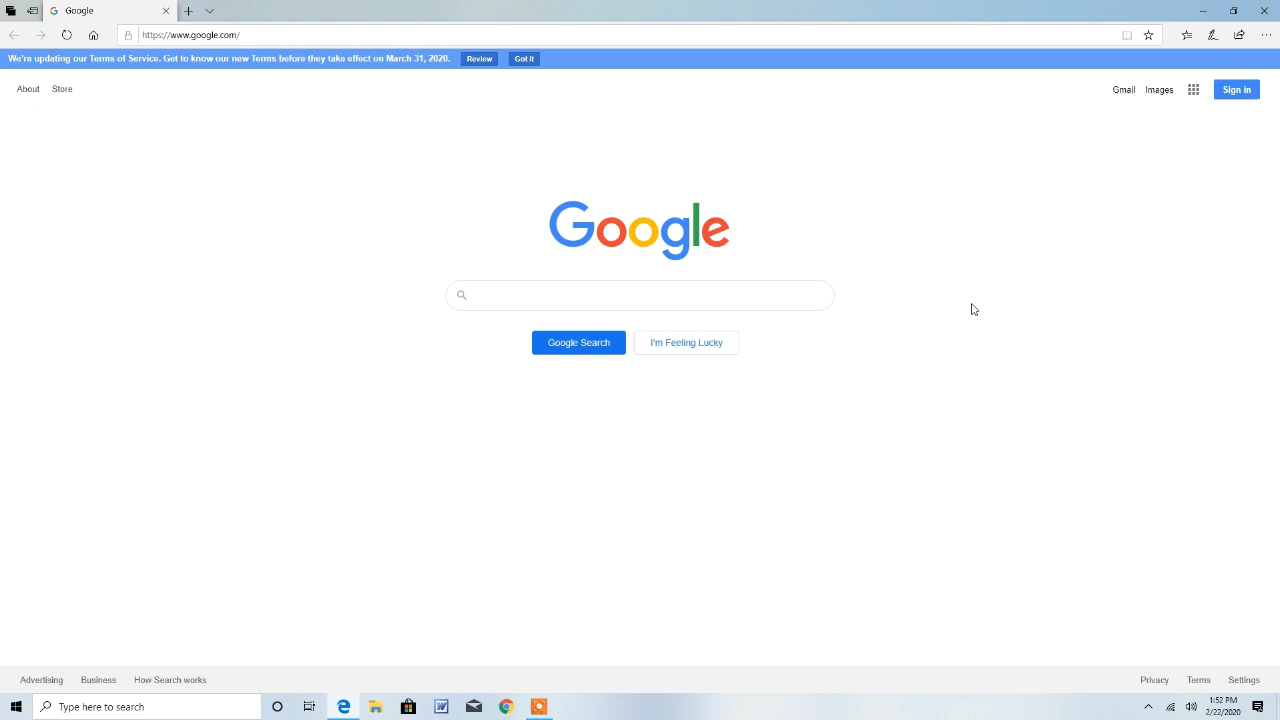 Google
https://www.google.com/
We're updating our Terms of Service. Get to know our new Terms before they take effect on March 31, 2020. Review Got it
About Store
Gmail Images Sign in
Google
Google Search I'm Feeling Lucky
Advertising Business How Search works
Privacy Terms Settings
Type here to search
1:52 PM
2/22/2020